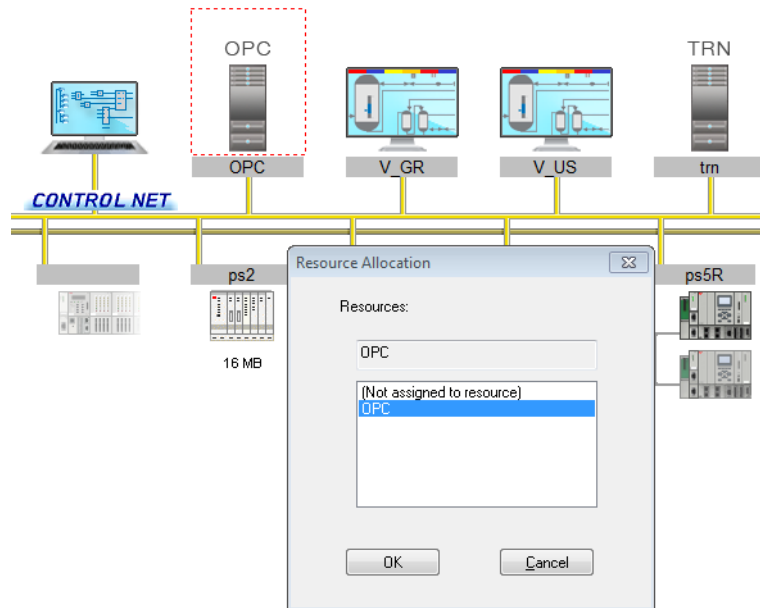 OPC
TRN
OPC
V_GR
V_US
trn
CONTROL NET
ps2
ps5R
16 MB
Resource Allocation
Resources:
OPC
(Not assigned to resource)
OPC
OK
Cancel